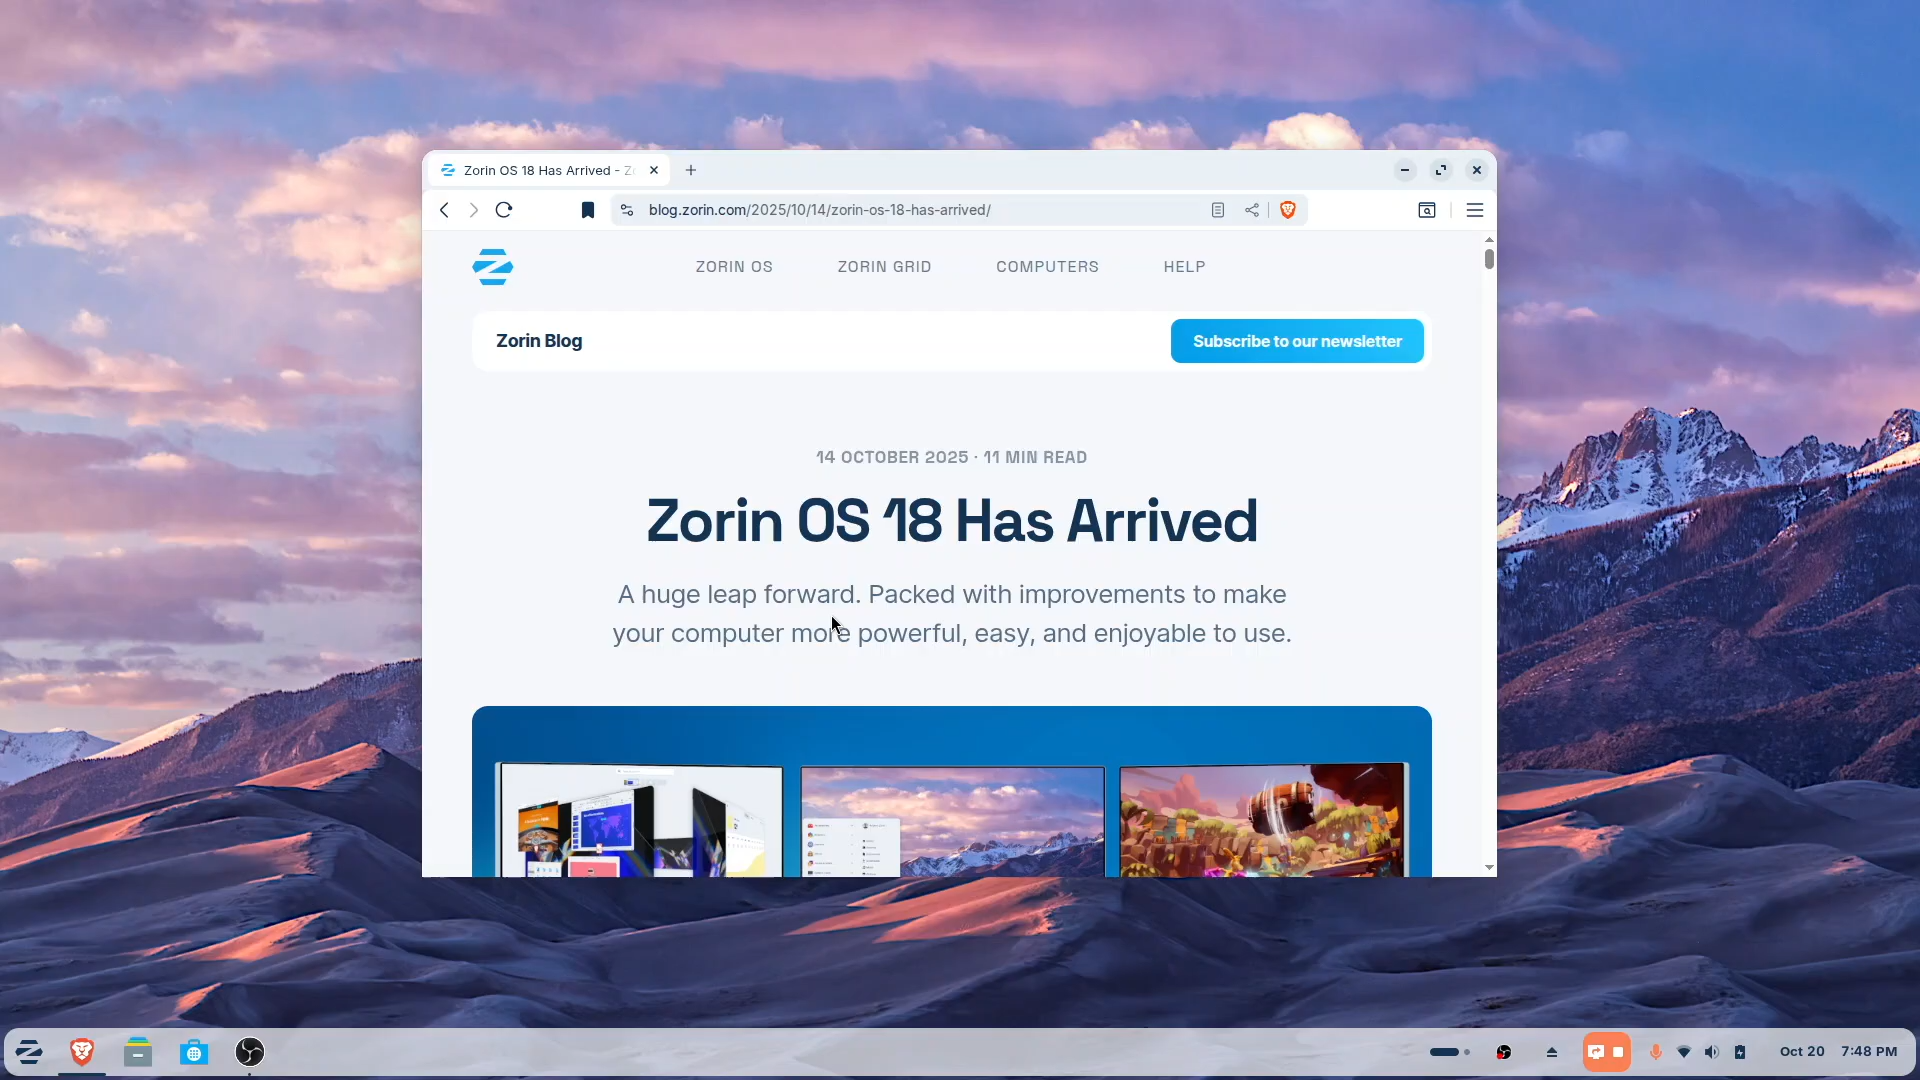 Zorin OS 18 Has Arrived - Zo
blog.zorin.com/2025/10/14/zorin-os-18-has-arrived/
ZORIN OS ZORIN GRID COMPUTERS HELP
Zorin Blog
Subscribe to our newsletter
14 OCTOBER 2025 · 11 MIN READ
Zorin OS 18 Has Arrived
A huge leap forward. Packed with improvements to make
your computer more powerful, easy, and enjoyable to use.
Oct 20 7:48 PM